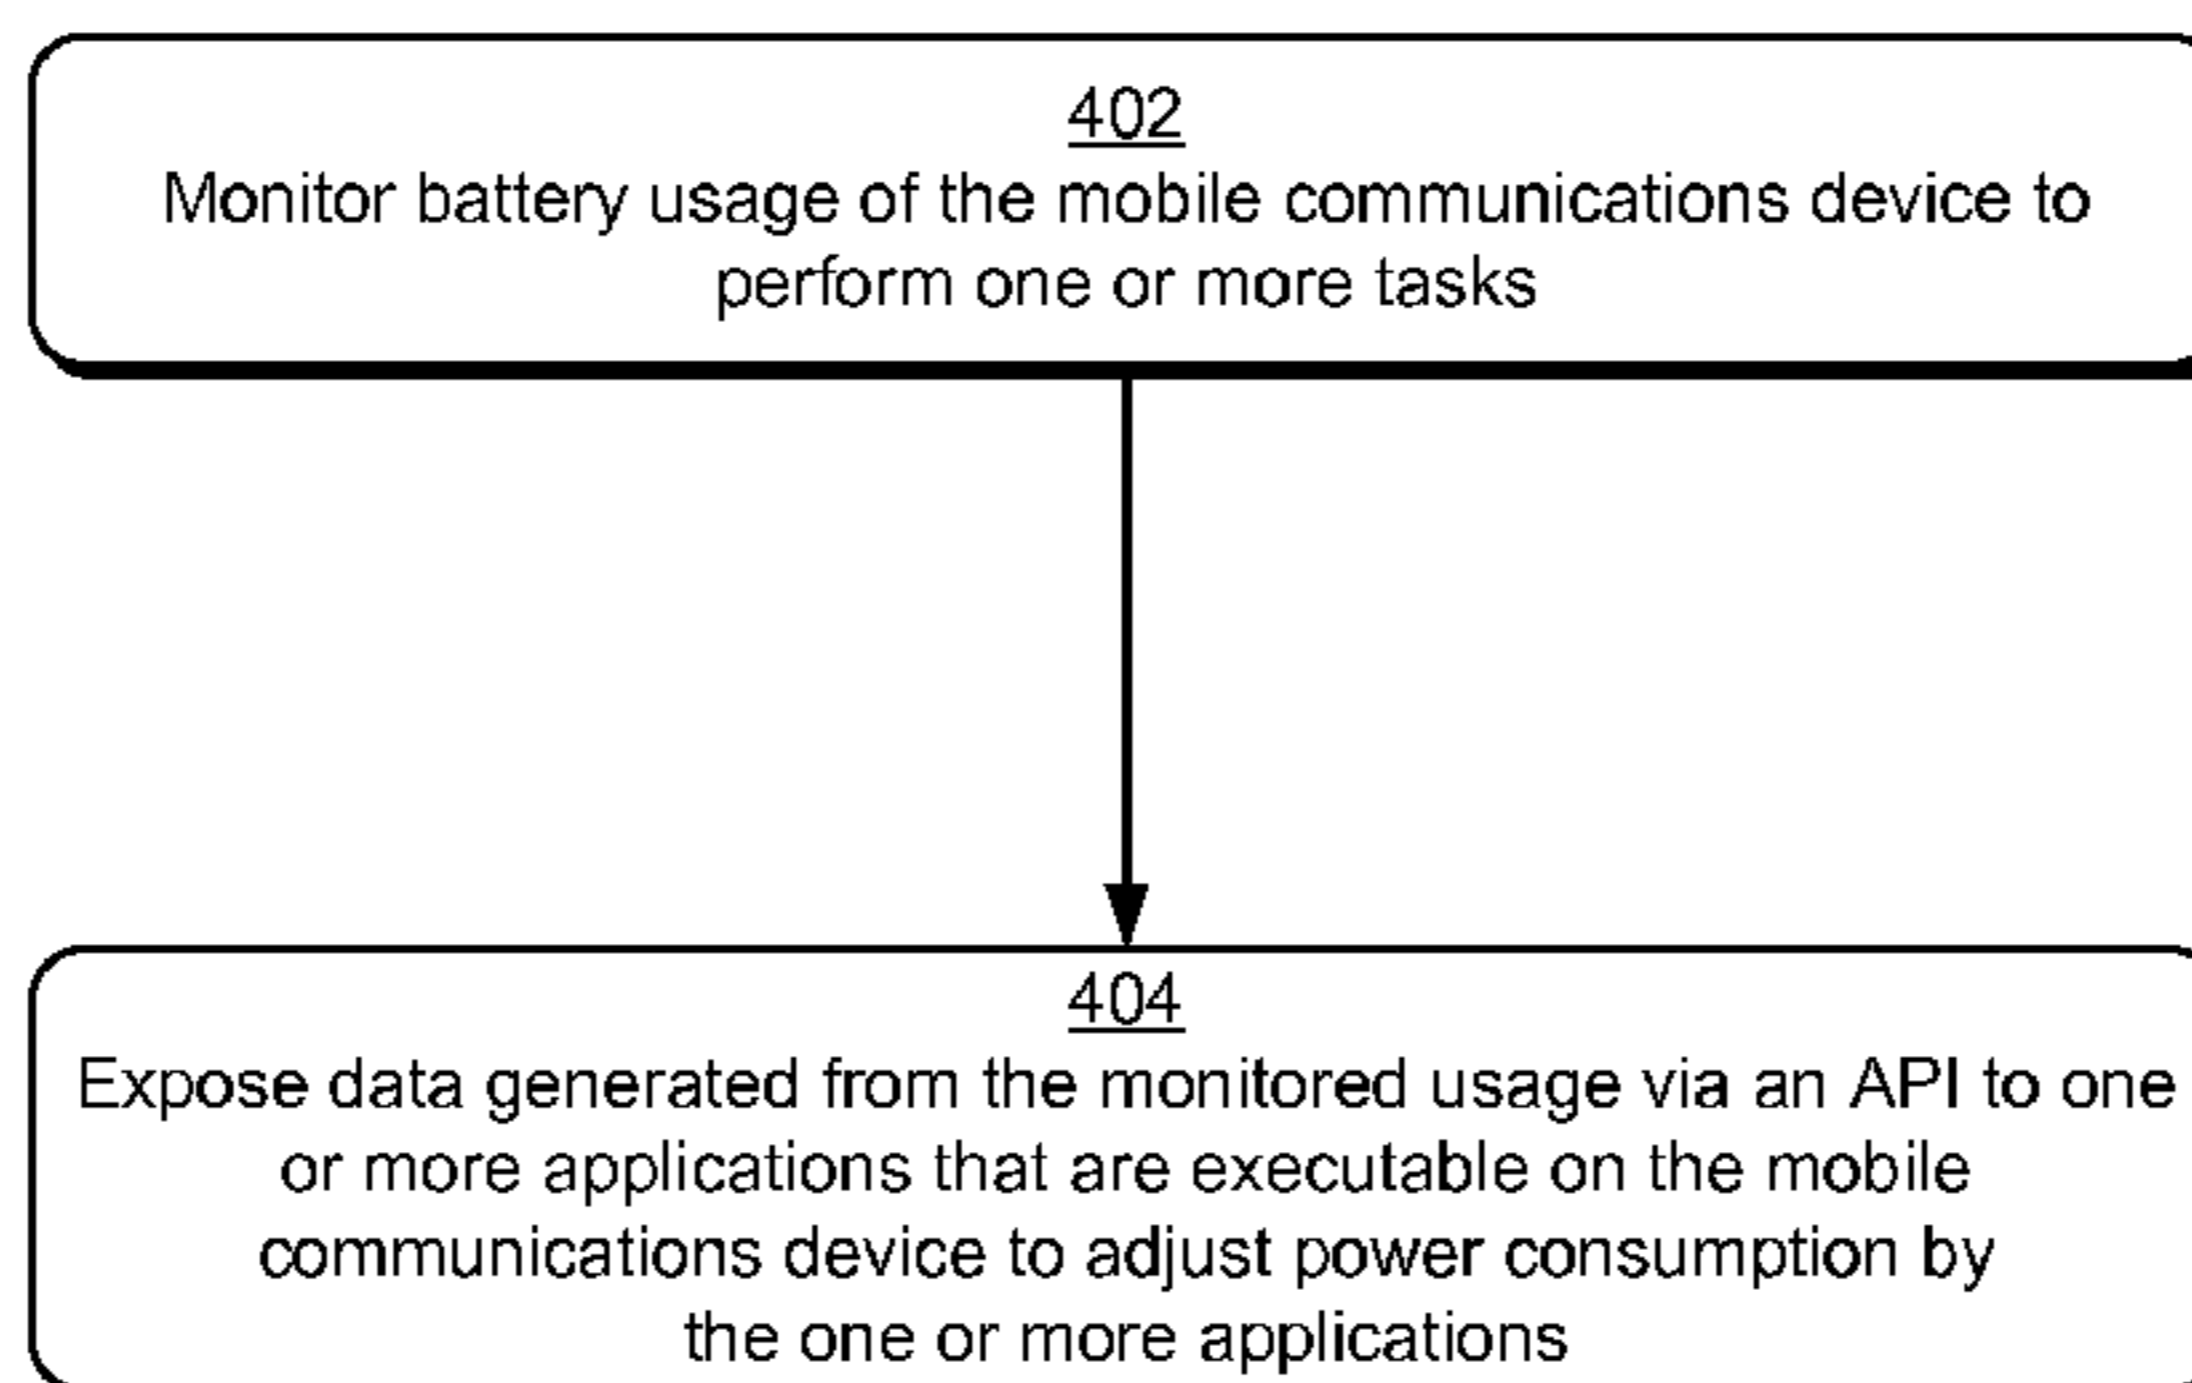 402
Monitor battery usage of the mobile communications device to
perform one or more tasks
404
Expose data generated from the monitored usage via an API to one
or more applications that are executable on the mobile
communications device to adjust power consumption by
the one or more applications